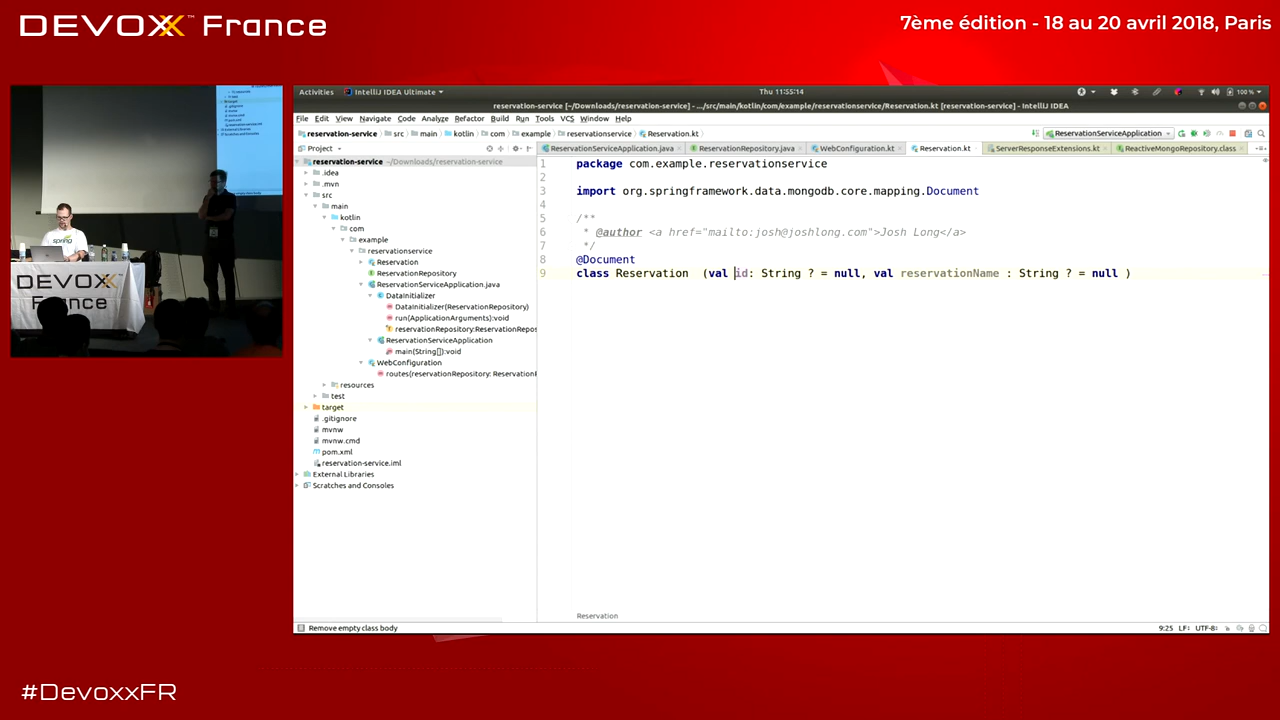 DEVOXX™ France
7ème édition - 18 au 20 avril 2018, Paris
Activities IntelliJ IDEA Ultimate Thu 11:55:14 100 %
reservation-service [~/Downloads/reservation-service] - .../src/main/kotlin/com/example/reservationservice/Reservation.kt [reservation-service] - IntelliJ IDEA
File Edit View Navigate Code Analyze Refactor Build Run Tools VCS Window Help
reservation-service src main kotlin com example reservationservice Reservation.kt ReservationServiceApplication
Project
ReservationServiceApplication.java ReservationRepository.java WebConfiguration.kt Reservation.kt ServerResponseExtensions.kt ReactiveMongoRepository.class
reservation-service ~/Downloads/reservation-service
.idea
.mvn
src
main
kotlin
com
example
reservationservice
Reservation
ReservationRepository
ReservationServiceApplication.java
DataInitializer
DataInitializer(ReservationRepository)
run(ApplicationArguments):void
reservationRepository:ReservationRepos
ReservationServiceApplication
main(String[]):void
WebConfiguration
routes(reservationRepository: ReservationR
resources
test
target
.gitignore
mvnw
mvnw.cmd
pom.xml
reservation-service.iml
External Libraries
Scratches and Consoles
1 package com.example.reservationservice
2
3 import org.springframework.data.mongodb.core.mapping.Document
4
5 /**
6 * @author <a href="mailto:josh@joshlong.com">Josh Long</a>
7 */
8 @Document
9 class Reservation (val id: String ? = null, val reservationName : String ? = null )
Reservation
Remove empty class body 9:25 LF: UTF-8:
spring
DEVOXX
France
#DevoxxFR